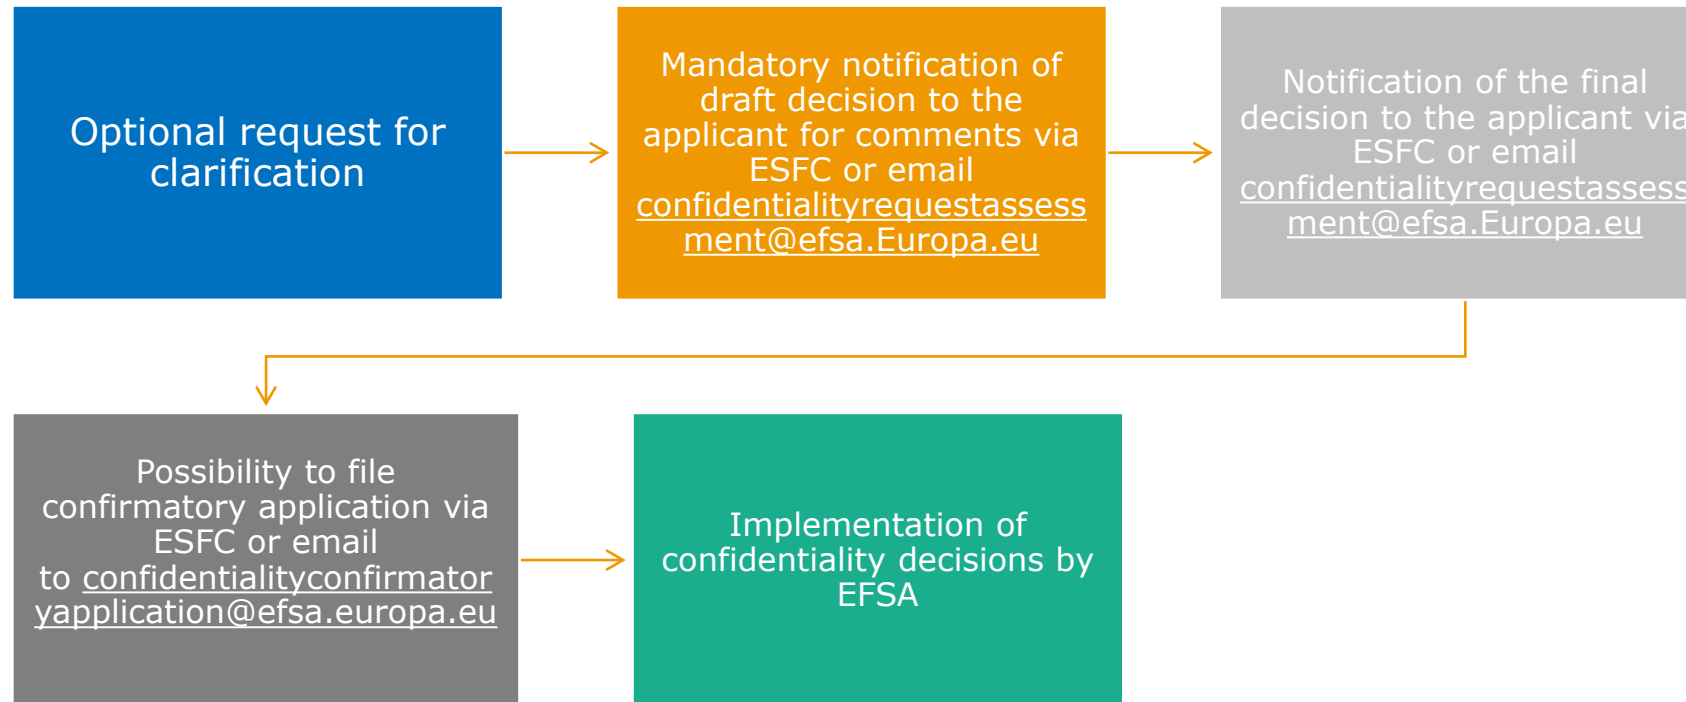 Optional request for
clarification
Mandatory notification of
draft decision to the
applicant for comments via
ESFC or email
confidentialityrequestassess
ment@efsa.Europa.eu
Notification of the final
decision to the applicant via
ESFC or email
confidentialityrequestassess
ment@efsa.Europa.eu
Possibility to file
confirmatory application via
ESFC or email
to confidentialityconfirmator
yapplication@efsa.europa.eu
Implementation of
confidentiality decisions by
EFSA